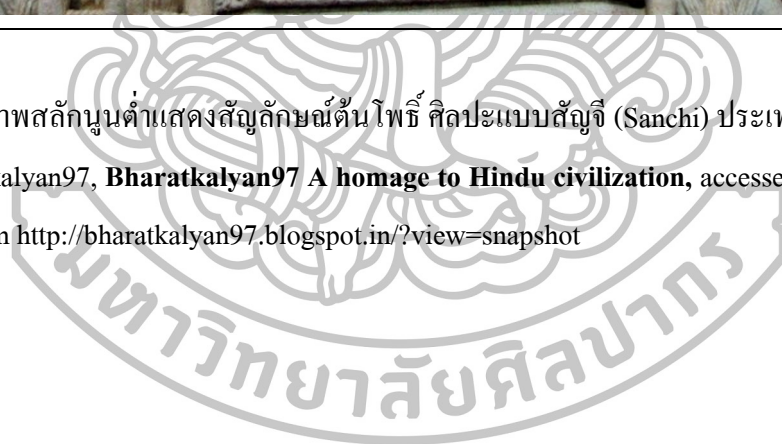 าพสลักนูนต่ำแสดงสัญลักษณ์ต้นโพธิ์ ศิลปะแบบสัญจี (Sanchi) ประเท
alyan97, Bharatkalyan97 A homage to Hindu civilization, accesse
http://bharatkalyan97.blogspot.in/?view=snapshot
มหาวิทยาลัยศิลปากร